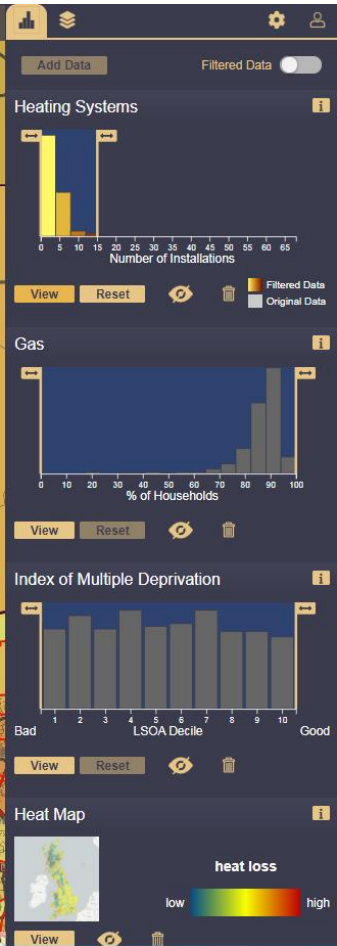 Add Data
Filtered Data
Heating Systems
i
0 5 10 15 20 25 30 35 40 45 50 55 60 65
Number of Installations
View Reset
Filtered Data
Original Data
Gas
i
0 10 20 30 40 50 60 70 80 90 100
% of Households
View Reset
Index of Multiple Deprivation
i
1 2 3 4 5 6 7 8 9 10
Bad LSOA Decile Good
View Reset
Heat Map
i
heat loss
low high
View